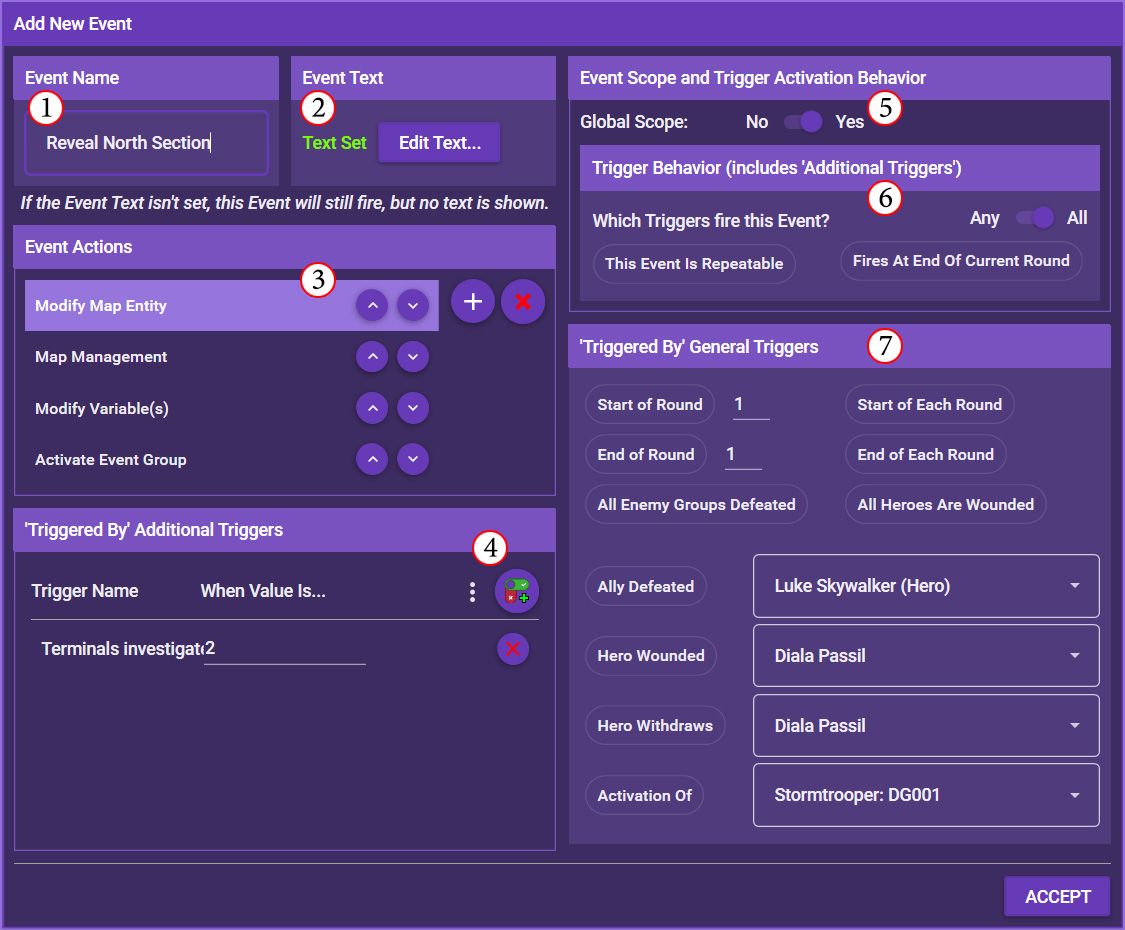 Add New Event
Event Name
1
Reveal North Section
Event Text
2
Text Set
Edit Text...
If the Event Text isn't set, this Event will still fire, but no text is shown.
Event Actions
3
Modify Map Entity
Map Management
Modify Variable(s)
Activate Event Group
'Triggered By' Additional Triggers
4
Trigger Name When Value Is...
Terminals investigat 2
Event Scope and Trigger Activation Behavior
5
Global Scope: No Yes
Trigger Behavior (includes 'Additional Triggers')
6
Which Triggers fire this Event? Any All
This Event Is Repeatable Fires At End Of Current Round
'Triggered By' General Triggers 7
Start of Round 1 Start of Each Round
End of Round 1 End of Each Round
All Enemy Groups Defeated All Heroes Are Wounded
Ally Defeated Luke Skywalker (Hero)
Hero Wounded Diala Passil
Hero Withdraws Diala Passil
Activation Of Stormtrooper: DG001
ACCEPT